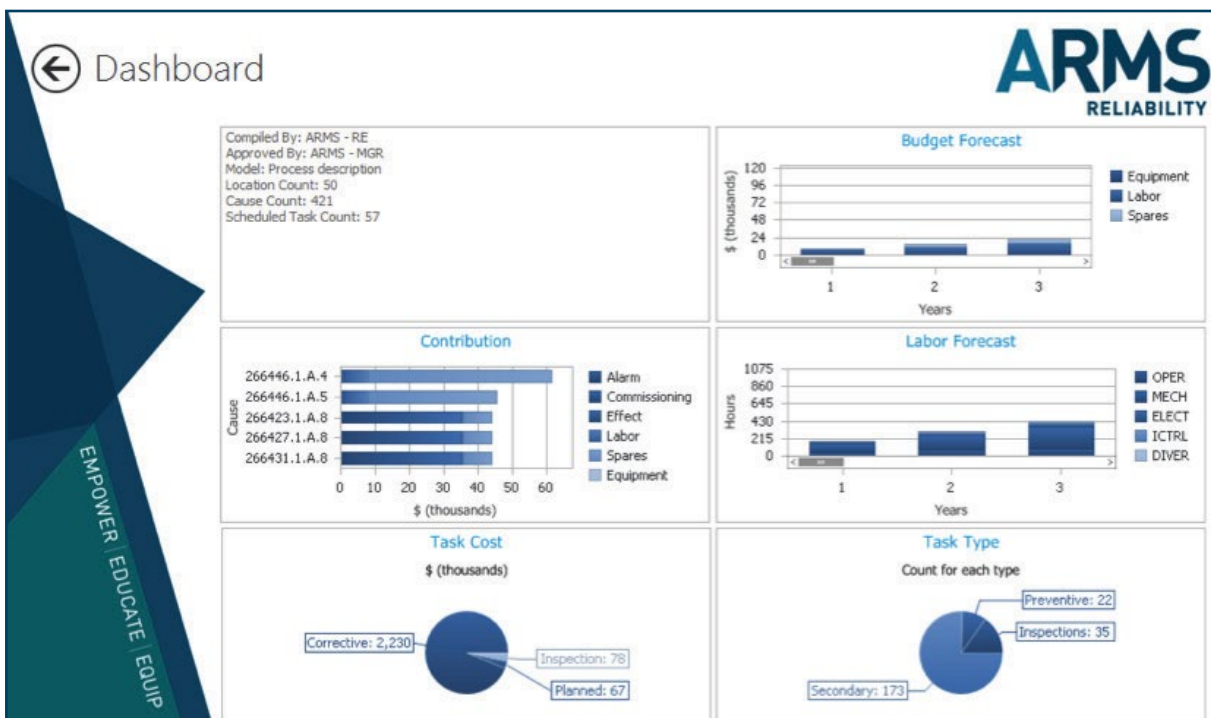 Dashboard
ARMS
RELIABILITY
Compiled By: ARMS - RE
Approved By: ARMS - MGR
Model: Process description
Location Count: 50
Cause Count: 421
Scheduled Task Count: 57
Budget Forecast
$ (thousands)
120
96
72
48
24
0
1 2 3
Years
Equipment
Labor
Spares
Contribution
Cause
266446.1.A.4
266446.1.A.5
266423.1.A.8
266427.1.A.8
266431.1.A.8
0 10 20 30 40 50 60
$ (thousands)
Alarm
Commissioning
Effect
Labor
Spares
Equipment
Labor Forecast
Hours
1075
860
645
430
215
0
1 2 3
Years
OPER
MECH
ELECT
ICTRL
DIVER
Task Cost
$ (thousands)
Corrective: 2,230
Inspection: 78
Planned: 67
Task Type
Count for each type
Preventive: 22
Inspections: 35
Secondary: 173
EMPOWER | EDUCATE | EQUIP